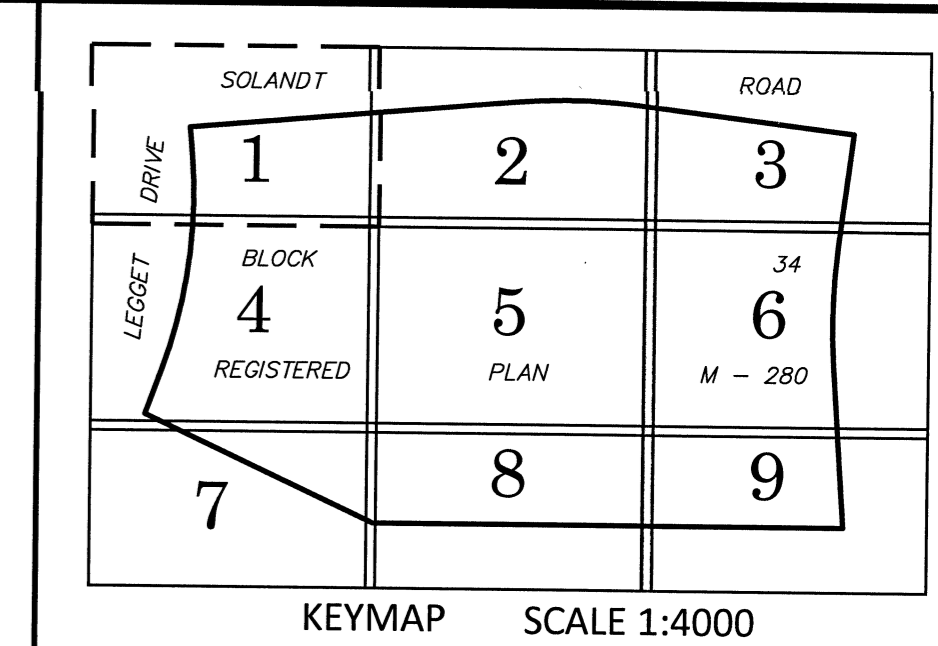 SOLANDT ROAD
1 2 3
DRIVE
LEGGET
BLOCK 34
4 5 6
REGISTERED PLAN M - 280
7 8 9
KEYMAP SCALE 1:4000